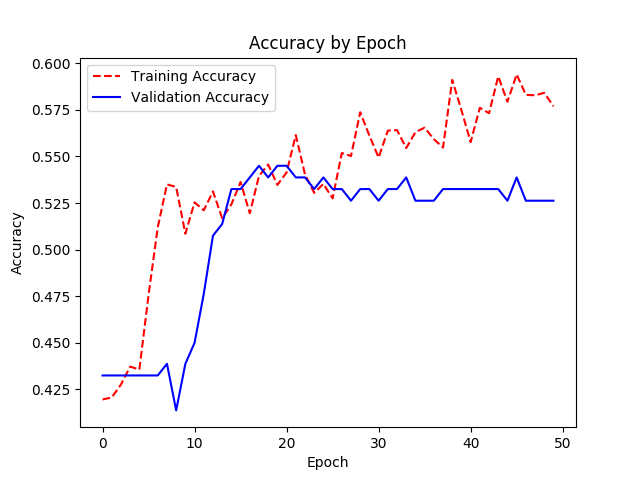 Accuracy by Epoch
Training Accuracy
Validation Accuracy
0.600
0.575
0.550
0.525
0.500
0.475
0.450
0.425
Accuracy
0 10 20 30 40 50
Epoch